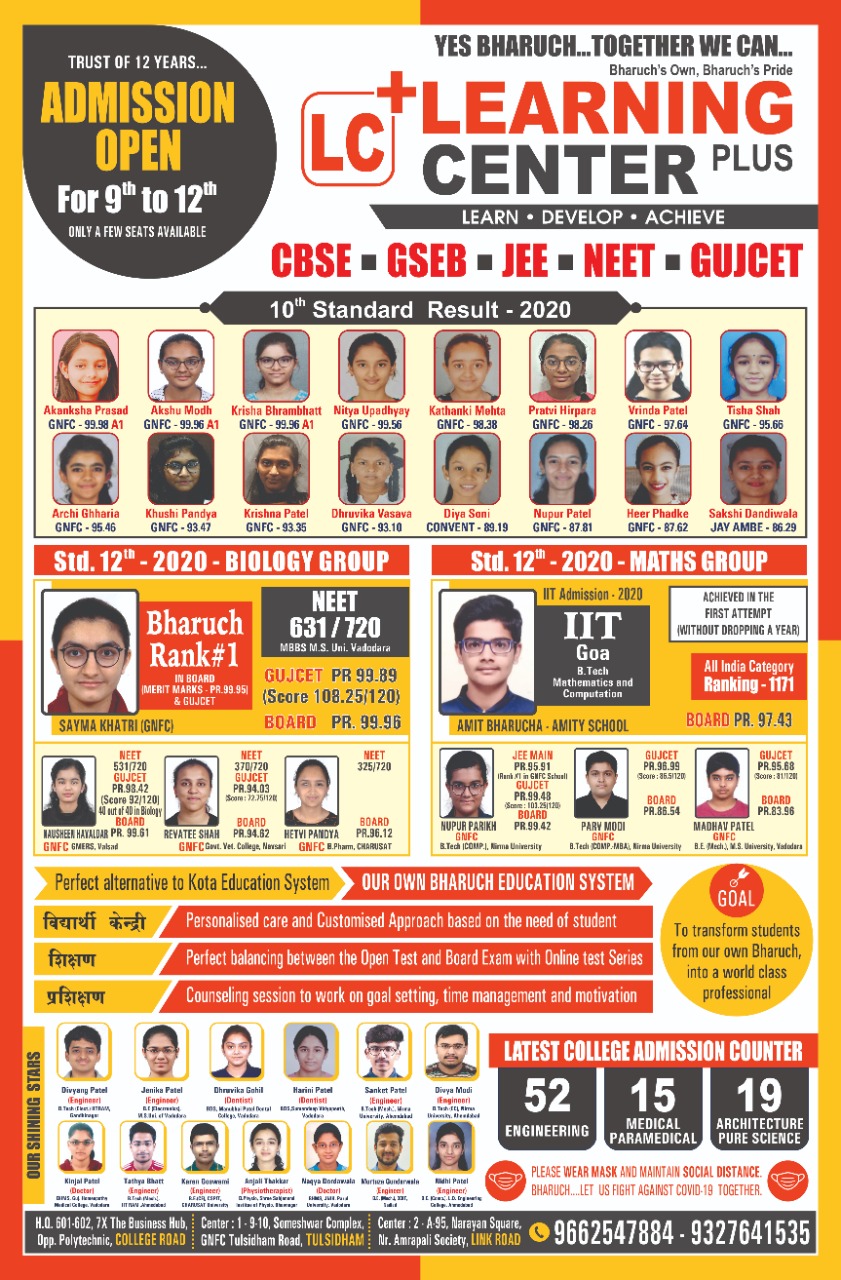 TRUST OF 12 YEARS...
ADMISSION
OPEN
For 9th to 12th
ONLY A FEW SEATS AVAILABLE
YES BHARUCH...TOGETHER WE CAN...
Bharuch's Own, Bharuch's Pride
LC+ LEARNING
CENTER PLUS
LEARN • DEVELOP • ACHIEVE
CBSE ▪ GSEB ▪ JEE ▪ NEET ▪ GUJCET
10th Standard Result - 2020
Akanksha Prasad Akshu Modh Krisha Bhrambhatt Nitya Upadhyay Kathanki Mehta Pratvi Hirpara Vrinda Patel Tisha Shah
GNFC - 99.98 A1 GNFC - 99.96 A1 GNFC - 99.96 A1 GNFC - 99.56 GNFC - 98.38 GNFC - 98.26 GNFC - 97.64 GNFC - 95.66
Archi Ghharia Khushi Pandya Krishna Patel Dhruvika Vasava Diya Soni Nupur Patel Heer Phadke Sakshi Dandiwala
GNFC - 95.46 GNFC - 93.47 GNFC - 93.35 GNFC - 93.10 CONVENT - 89.19 GNFC - 87.81 GNFC - 87.62 JAY AMBE - 86.29
Std. 12th - 2020 - BIOLOGY GROUP
Bharuch
Rank#1
IN BOARD
(MERIT MARKS - PR.99.95)
& GUJCET
NEET
631 / 720
MBBS M.S. Uni. Vadodara
GUJCET PR 99.89
(Score 108.25/120)
BOARD PR. 99.96
SAYMA KHATRI (GNFC)
NEET
531/720
GUJCET
PR.98.42
(Score 92/120)
40 out of 40 in Biology
BOARD
NAUSHEEN HAVALDAR PR. 99.61
GNFC GMERS, Valsad
NEET
370/720
GUJCET
PR.94.03
(Score : 72.75/120)
BOARD
REVATEE SHAH PR. 94.62
GNFC Govt. Vet. College, Navsari
NEET
325/720
BOARD
HETVI PANDYA PR.96.12
GNFC B.Pharm, CHARUSAT
Std. 12th - 2020 - MATHS GROUP
IIT Admission - 2020
IIT
Goa
B.Tech
Mathematics and
Computation
ACHIEVED IN THE
FIRST ATTEMPT
(WITHOUT DROPPING A YEAR)
All India Category
Ranking - 1171
AMIT BHARUCHA - AMITY SCHOOL
BOARD PR. 97.43
JEE MAIN
PR.95.91
(Rank #1 in GNFC School)
GUJCET
PR.99.48
(Score : 103.25/120)
BOARD
NUPUR PARIKH PR.99.42
GNFC
B.Tech (COMP.), Nirma University
GUJCET
PR.96.99
(Score : 86.5/120)
BOARD
PR.86.54
PARV MODI
GNFC
B.Tech (COMP.-MBA), Nirma University
GUJCET
PR.95.68
(Score : 81/120)
BOARD
PR.83.96
MADHAV PATEL
GNFC
B.E. (Mech.), M.S. University, Vadodara
Perfect alternative to Kota Education System
OUR OWN BHARUCH EDUCATION SYSTEM
विद्यार्थी केन्द्री
Personalised care and Customised Approach based on the need of student
शिक्षण
Perfect balancing between the Open Test and Board Exam with Online test Series
प्रशिक्षण
Counseling session to work on goal setting, time management and motivation
GOAL
To transform students
from our own Bharuch,
into a world class
professional
OUR SHINING STARS
Divyang Patel Jenika Patel Dhruvika Gohil Harini Patel Sanket Patel Divya Modi
(Engineer) (Engineer) (Dentist) (Dentist) (Engineer) (Engineer)
Kinjal Patel Tathya Bhatt Karan Goswami Anjali Thakkar Nagya Dordawala Murtuza Gundarwala Nidhi Patel
(Doctor) (Engineer) (Engineer) (Physiotherapist) (Doctor) (Engineer) (Engineer)
LATEST COLLEGE ADMISSION COUNTER
52
ENGINEERING
15
MEDICAL
PARAMEDICAL
19
ARCHITECTURE
PURE SCIENCE
PLEASE WEAR MASK AND MAINTAIN SOCIAL DISTANCE.
BHARUCH....LET US FIGHT AGAINST COVID-19 TOGETHER.
H.Q. 601-602, 7X The Business Hub,
Opp. Polytechnic, COLLEGE ROAD
Center : 1 - 9-10, Someshwar Complex,
GNFC Tulsidham Road, TULSIDHAM
Center : 2 - A-95, Narayan Square,
Nr. Amrapali Society, LINK ROAD
9662547884 - 9327641535